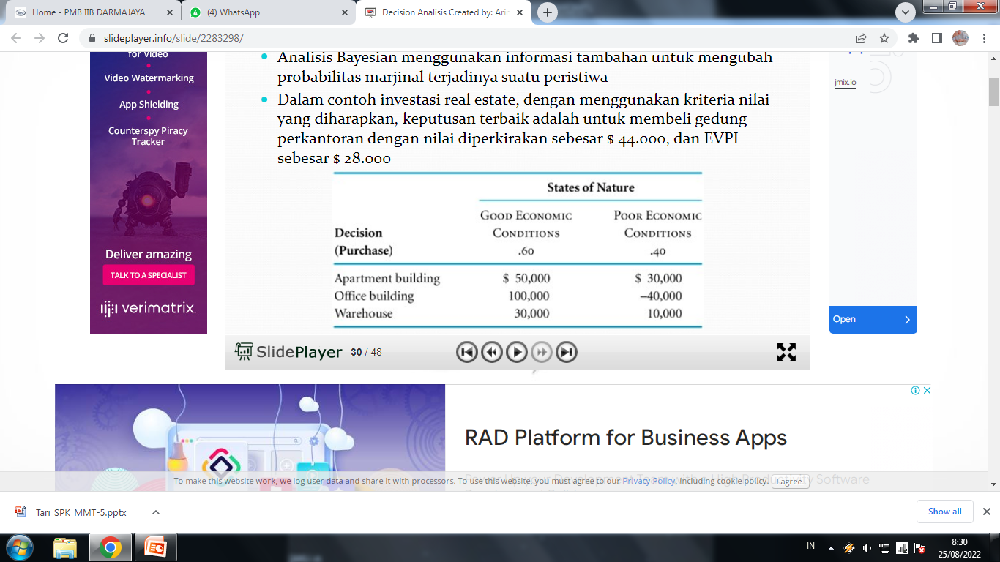 Home - PMB IIB DARMAJAYA
(4) WhatsApp
Decision Analisis Created by: Arin
slideplayer.info/slide/2283298/
for Video
Video Watermarking
App Shielding
Counterspy Piracy
Tracker
Deliver amazing
TALK TO A SPECIALIST
verimatrix
Analisis Bayesian menggunakan informasi tambahan untuk mengubah
probabilitas marjinal terjadinya suatu peristiwa
Dalam contoh investasi real estate, dengan menggunakan kriteria nilai
yang diharapkan, keputusan terbaik adalah untuk membeli gedung
perkantoran dengan nilai diperkirakan sebesar $ 44.000, dan EVPI
sebesar $ 28.000
States of Nature
GOOD ECONOMIC POOR ECONOMIC
Decision CONDITIONS CONDITIONS
(Purchase) .60 .40
Apartment building $ 50,000 $ 30,000
Office building 100,000 –40,000
Warehouse 30,000 10,000
SlidePlayer 30 / 48
jmix.io
Open
RAD Platform for Business Apps
To make this website work, we log user data and share it with processors. To use this website, you must agree to our Privacy Policy, including cookie policy. I agree.
Software
Tari_SPK_MMT-5.pptx
Show all
IN
8:30
25/08/2022